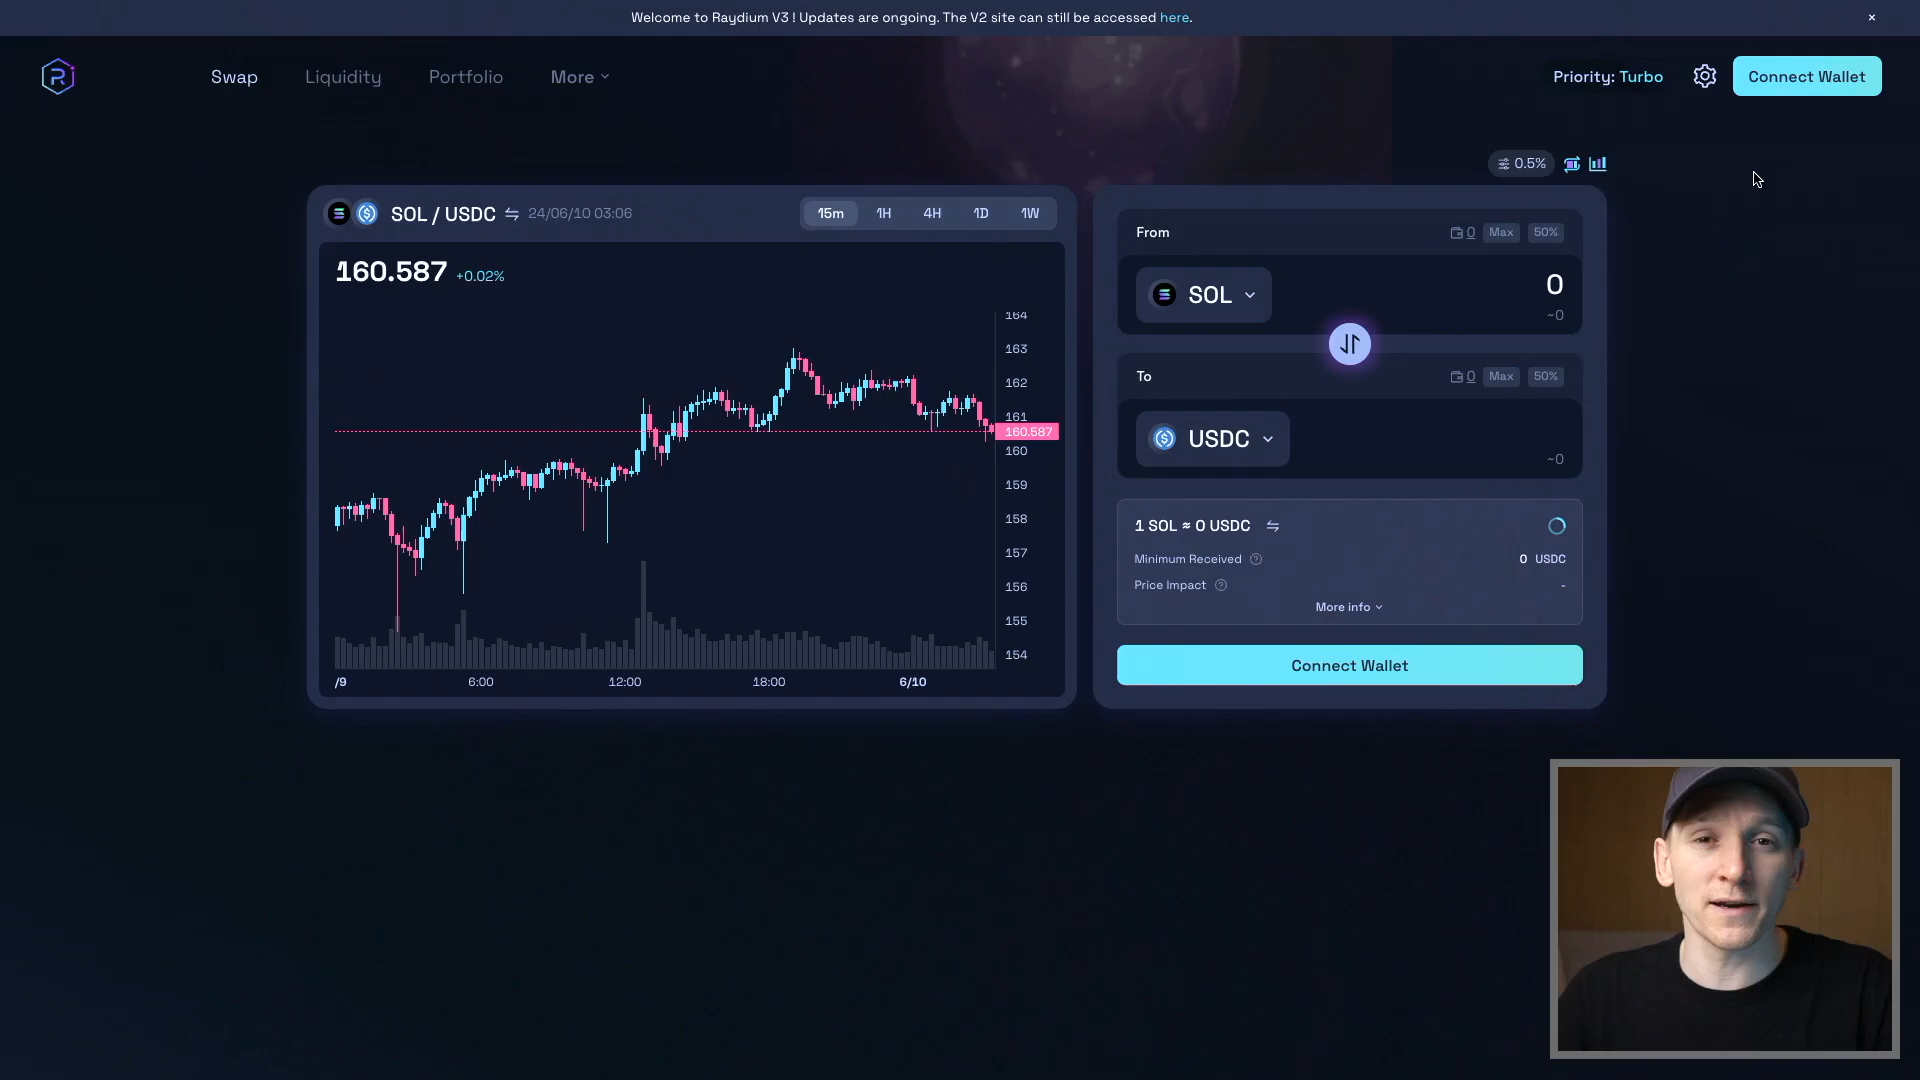 Welcome to Raydium V3 ! Updates are ongoing. The V2 site can still be accessed here.
Swap
Liquidity
Portfolio
More
Priority: Turbo
Connect Wallet
0.5%
SOL / USDC
24/06/10 03:06
15m
1H
4H
1D
1W
160.587
+0.02%
164
163
162
161
160.587
160
159
158
157
156
155
154
/9
6:00
12:00
18:00
6/10
From
0
Max
50%
SOL
0
~0
To
0
Max
50%
USDC
~0
1 SOL ≈ 0 USDC
Minimum Received
0 USDC
Price Impact
-
More info
Connect Wallet